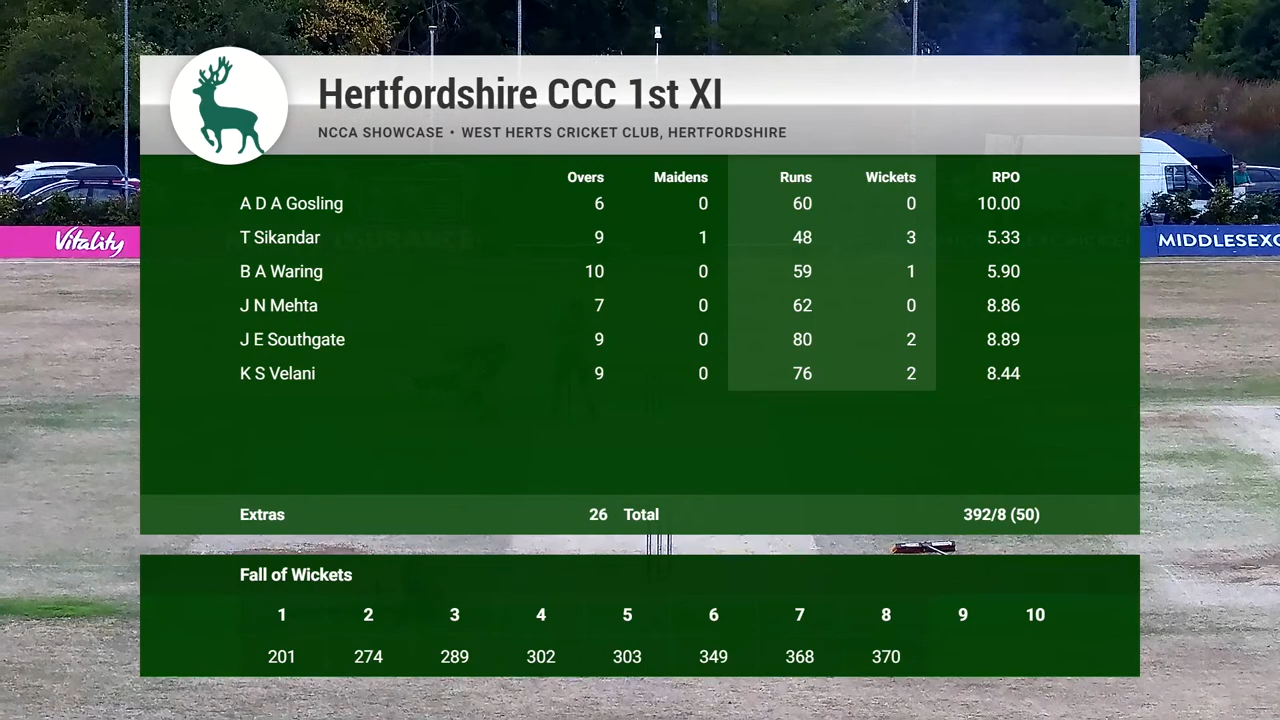 Hertfordshire CCC 1st XI
NCCA SHOWCASE • WEST HERTS CRICKET CLUB, HERTFORDSHIRE
Overs Maidens Runs Wickets RPO
A D A Gosling 6 0 60 0 10.00
T Sikandar 9 1 48 3 5.33
B A Waring 10 0 59 1 5.90
J N Mehta 7 0 62 0 8.86
J E Southgate 9 0 80 2 8.89
K S Velani 9 0 76 2 8.44
Vitality
MIDDLESEXC
Extras 26 Total 392/8 (50)
Fall of Wickets
1 2 3 4 5 6 7 8 9 10
201 274 289 302 303 349 368 370